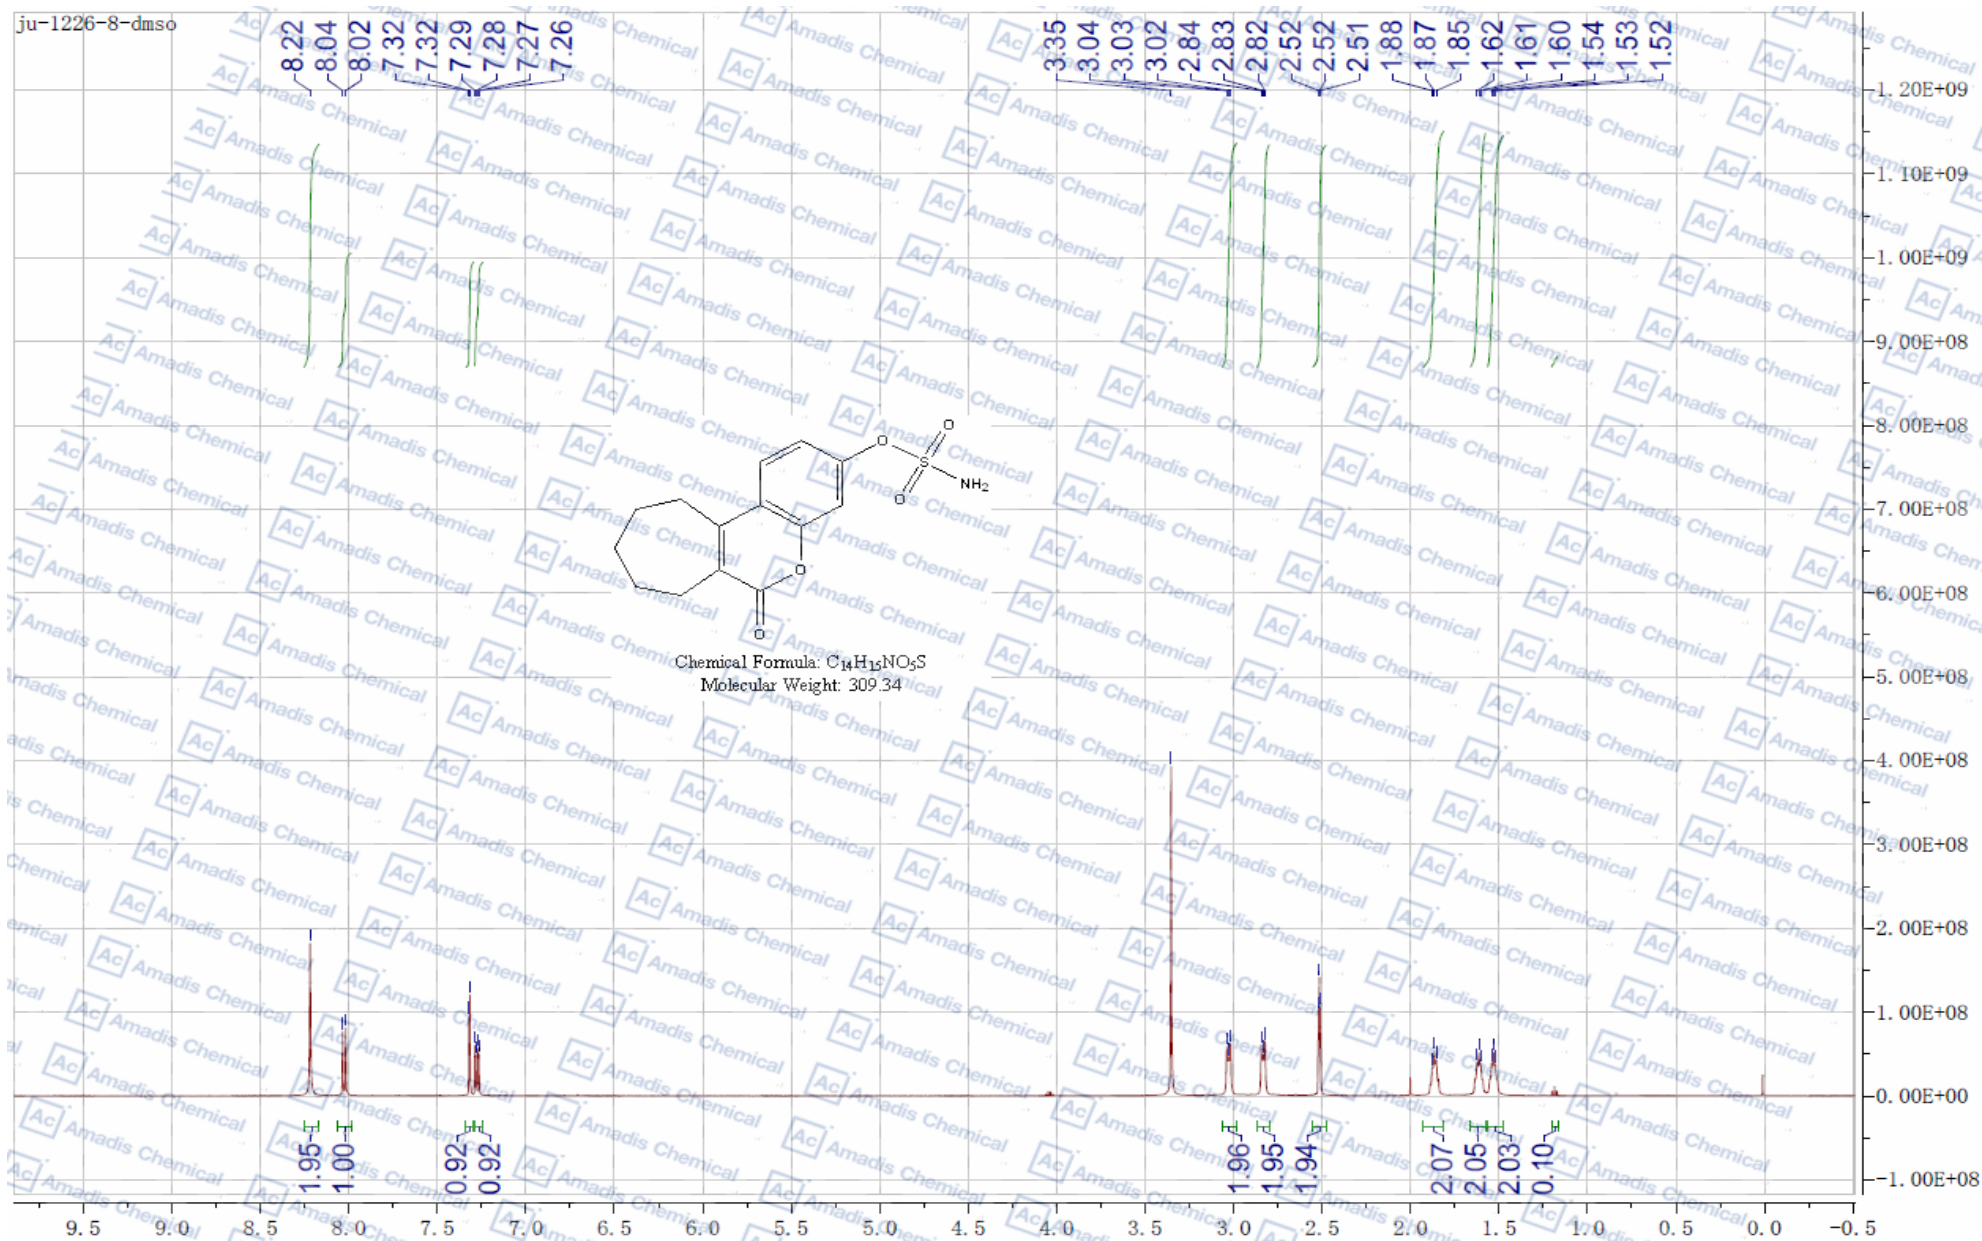 ju-1226-8-dmso
8.22
8.04
8.02
7.32
7.32
7.29
7.28
7.27
7.26
3.35
3.04
3.03
3.02
2.84
2.83
2.82
2.52
2.52
2.51
1.88
1.87
1.85
1.62
1.61
1.60
1.54
1.53
1.52
1.20E+09
1.10E+09
1.00E+09
9.00E+08
8.00E+08
7.00E+08
6.00E+08
5.00E+08
4.00E+08
3.00E+08
2.00E+08
1.00E+08
0.00E+00
-1.00E+08
O
O
S
O
NH₂
O
O
Chemical Formula: C₁₄H₁₅NO₅S
Molecular Weight: 309.34
1.95
1.00
0.92
0.92
1.96
1.95
1.94
2.07
2.05
2.03
0.10
9.5 9.0 8.5 8.0 7.5 7.0 6.5 6.0 5.5 5.0 4.5 4.0 3.5 3.0 2.5 2.0 1.5 1.0 0.5 0.0 -0.5
Ac Amadis Chemical